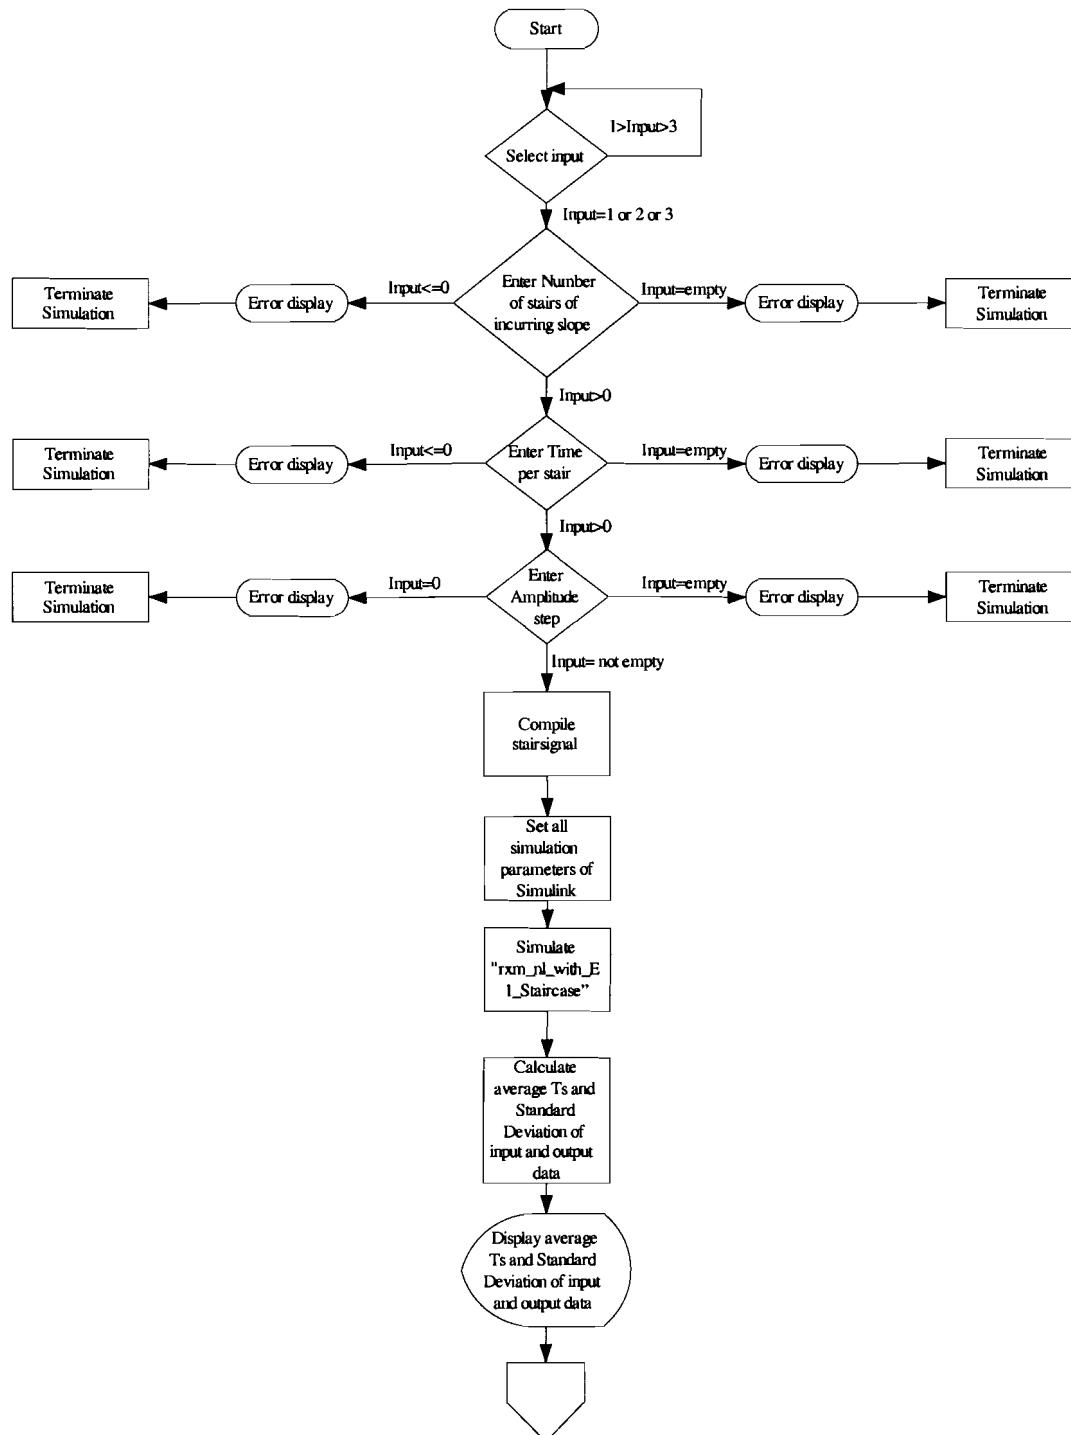 Start
1>Input>3
Select input
Input=1 or 2 or 3
Terminate
Simulation
Error display
Input<=0
Enter Number
of stairs of
incurring slope
Input=empty
Error display
Terminate
Simulation
Input>0
Terminate
Simulation
Error display
Input<=0
Enter Time
per stair
Input=empty
Error display
Terminate
Simulation
Input>0
Terminate
Simulation
Error display
Input=0
Enter
Amplitude
step
Input=empty
Error display
Terminate
Simulation
Input= not empty
Compile
stairsignal
Set all
simulation
parameters of
Simulink
Simulate
"rxm_nl_with_E
1_Staircase"
Calculate
average Ts and
Standard
Deviation of
input and output
data
Display average
Ts and Standard
Deviation of input
and output data